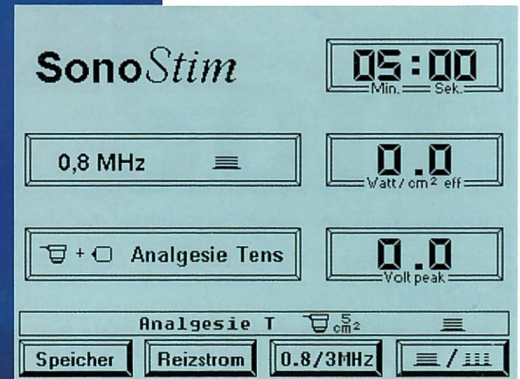 SonoStim
05:00
Min. Sek.
0,8 MHz
0.0
Watt/cm² eff
+ Analgesie Tens
0.0
Volt peak
Analgesie T 5 cm²
Speicher Reizstrom 0.8/3MHz /